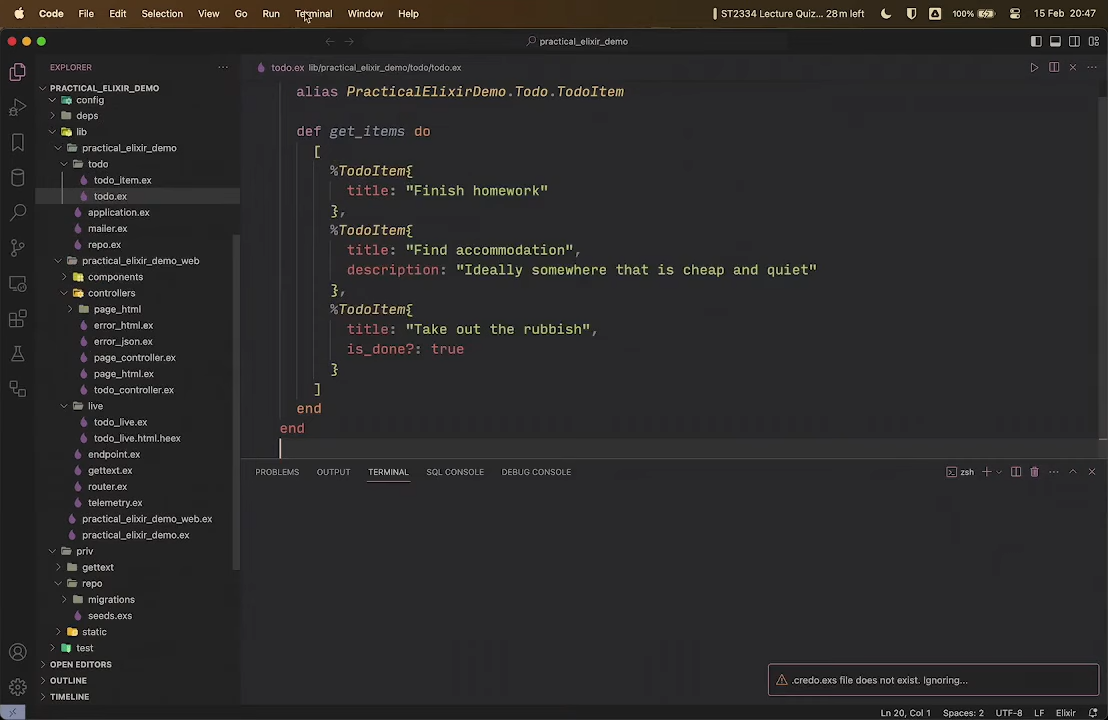 Code File Edit Selection View Go Run Terminal Window Help
ST2334 Lecture Quiz... 28m left 100% 15 Feb 20:47
practical_elixir_demo
EXPLORER
PRACTICAL_ELIXIR_DEMO
config
deps
lib
practical_elixir_demo
todo
todo_item.ex
todo.ex
application.ex
mailer.ex
repo.ex
practical_elixir_demo_web
components
controllers
page_html
error_html.ex
error_json.ex
page_controller.ex
page_html.ex
todo_controller.ex
live
todo_live.ex
todo_live.html.heex
endpoint.ex
gettext.ex
router.ex
telemetry.ex
practical_elixir_demo_web.ex
practical_elixir_demo.ex
priv
gettext
repo
migrations
seeds.exs
static
test
OPEN EDITORS
OUTLINE
TIMELINE
todo.ex lib/practical_elixir_demo/todo/todo.ex
alias PracticalElixirDemo.Todo.TodoItem
def get_items do
[
%TodoItem{
title: "Finish homework"
},
%TodoItem{
title: "Find accommodation",
description: "Ideally somewhere that is cheap and quiet"
},
%TodoItem{
title: "Take out the rubbish",
is_done?: true
}
]
end
end
PROBLEMS OUTPUT TERMINAL SQL CONSOLE DEBUG CONSOLE
zsh
.credo.exs file does not exist. Ignoring...
Ln 20, Col 1 Spaces: 2 UTF-8 LF Elixir